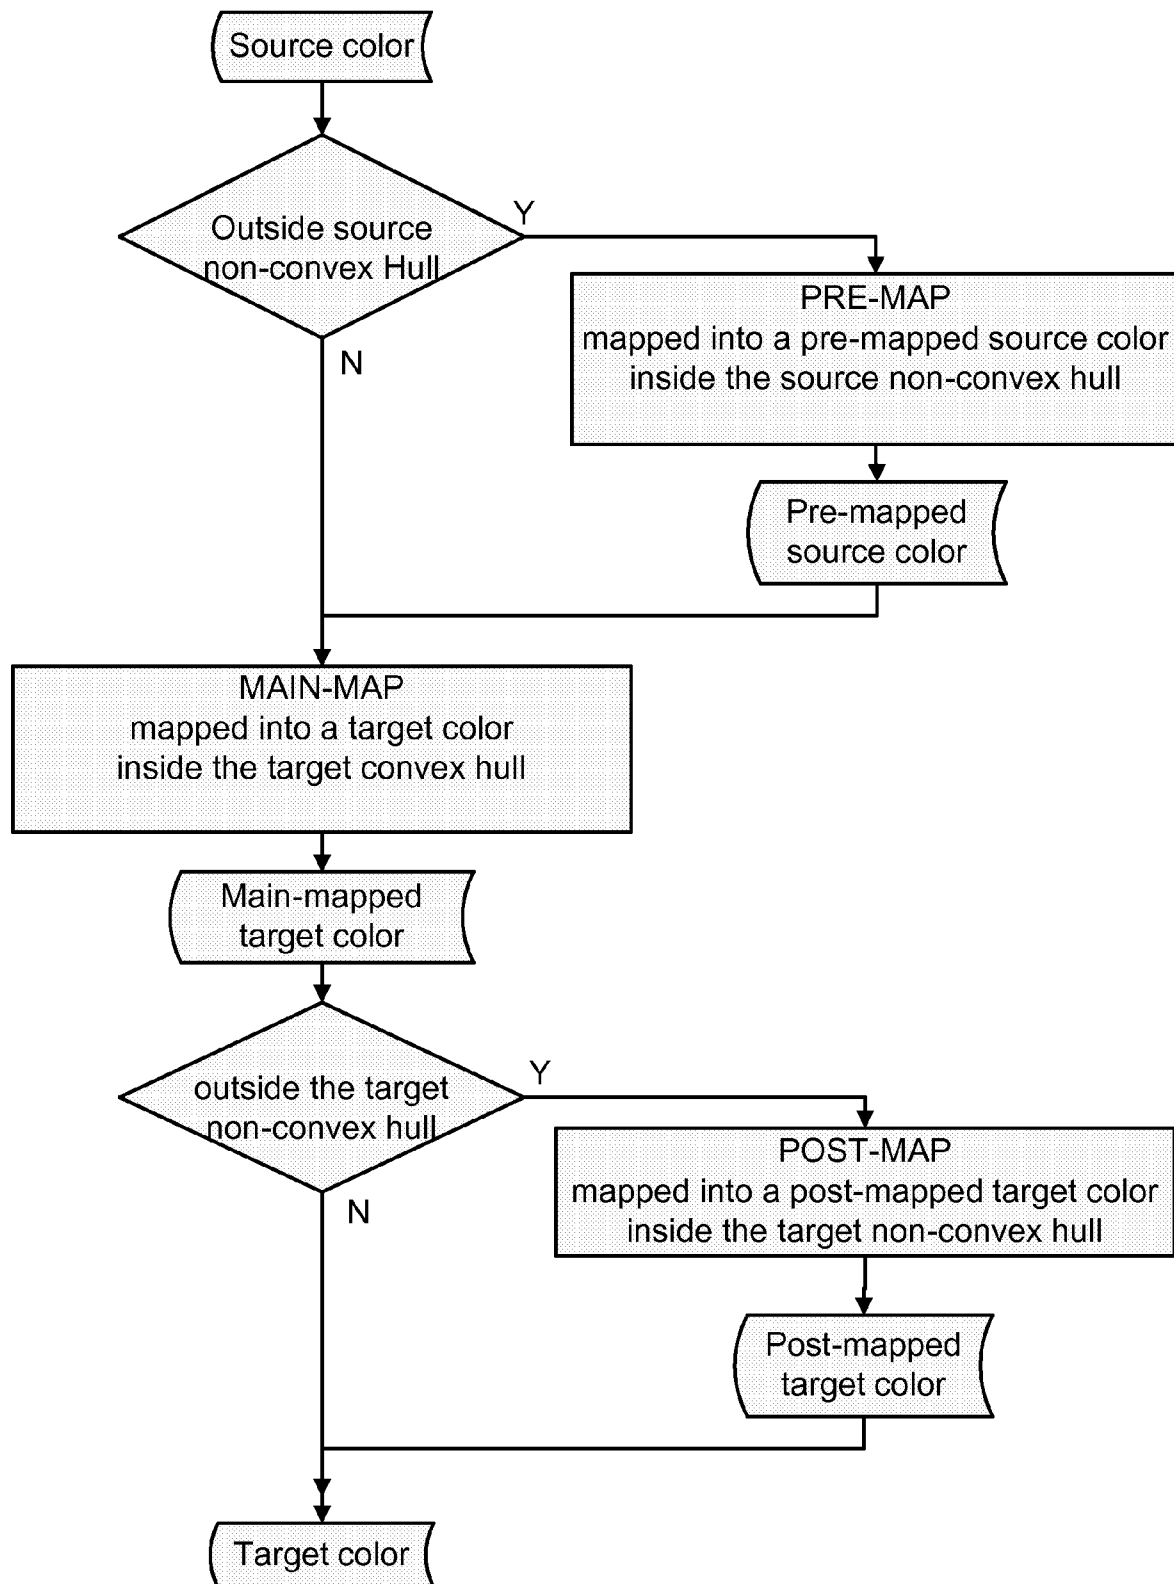 Source color
Outside source
non-convex Hull
Y
N
PRE-MAP
mapped into a pre-mapped source color
inside the source non-convex hull
Pre-mapped
source color
MAIN-MAP
mapped into a target color
inside the target convex hull
Main-mapped
target color
outside the target
non-convex hull
Y
N
POST-MAP
mapped into a post-mapped target color
inside the target non-convex hull
Post-mapped
target color
Target color